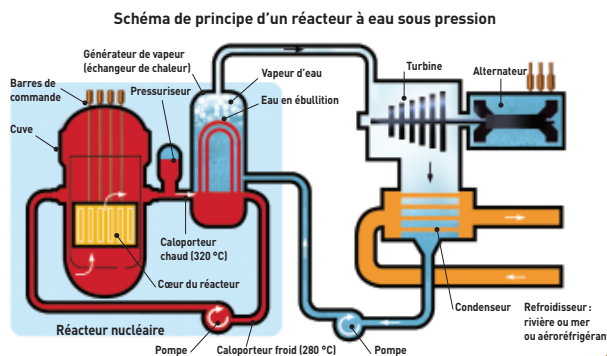 Schéma de principe d'un réacteur à eau sous pression
Générateur de vapeur
(échangeur de chaleur)
Vapeur d'eau
Turbine
Alternateur
Barres de
commande
Pressuriseur
Eau en ébullition
Cuve
Caloporteur
chaud (320 °C)
Cœur du réacteur
Condenseur
Refroidisseur :
rivière ou mer
ou aéroréfrigérant
Réacteur nucléaire
Pompe
Caloporteur froid (280 °C)
Pompe